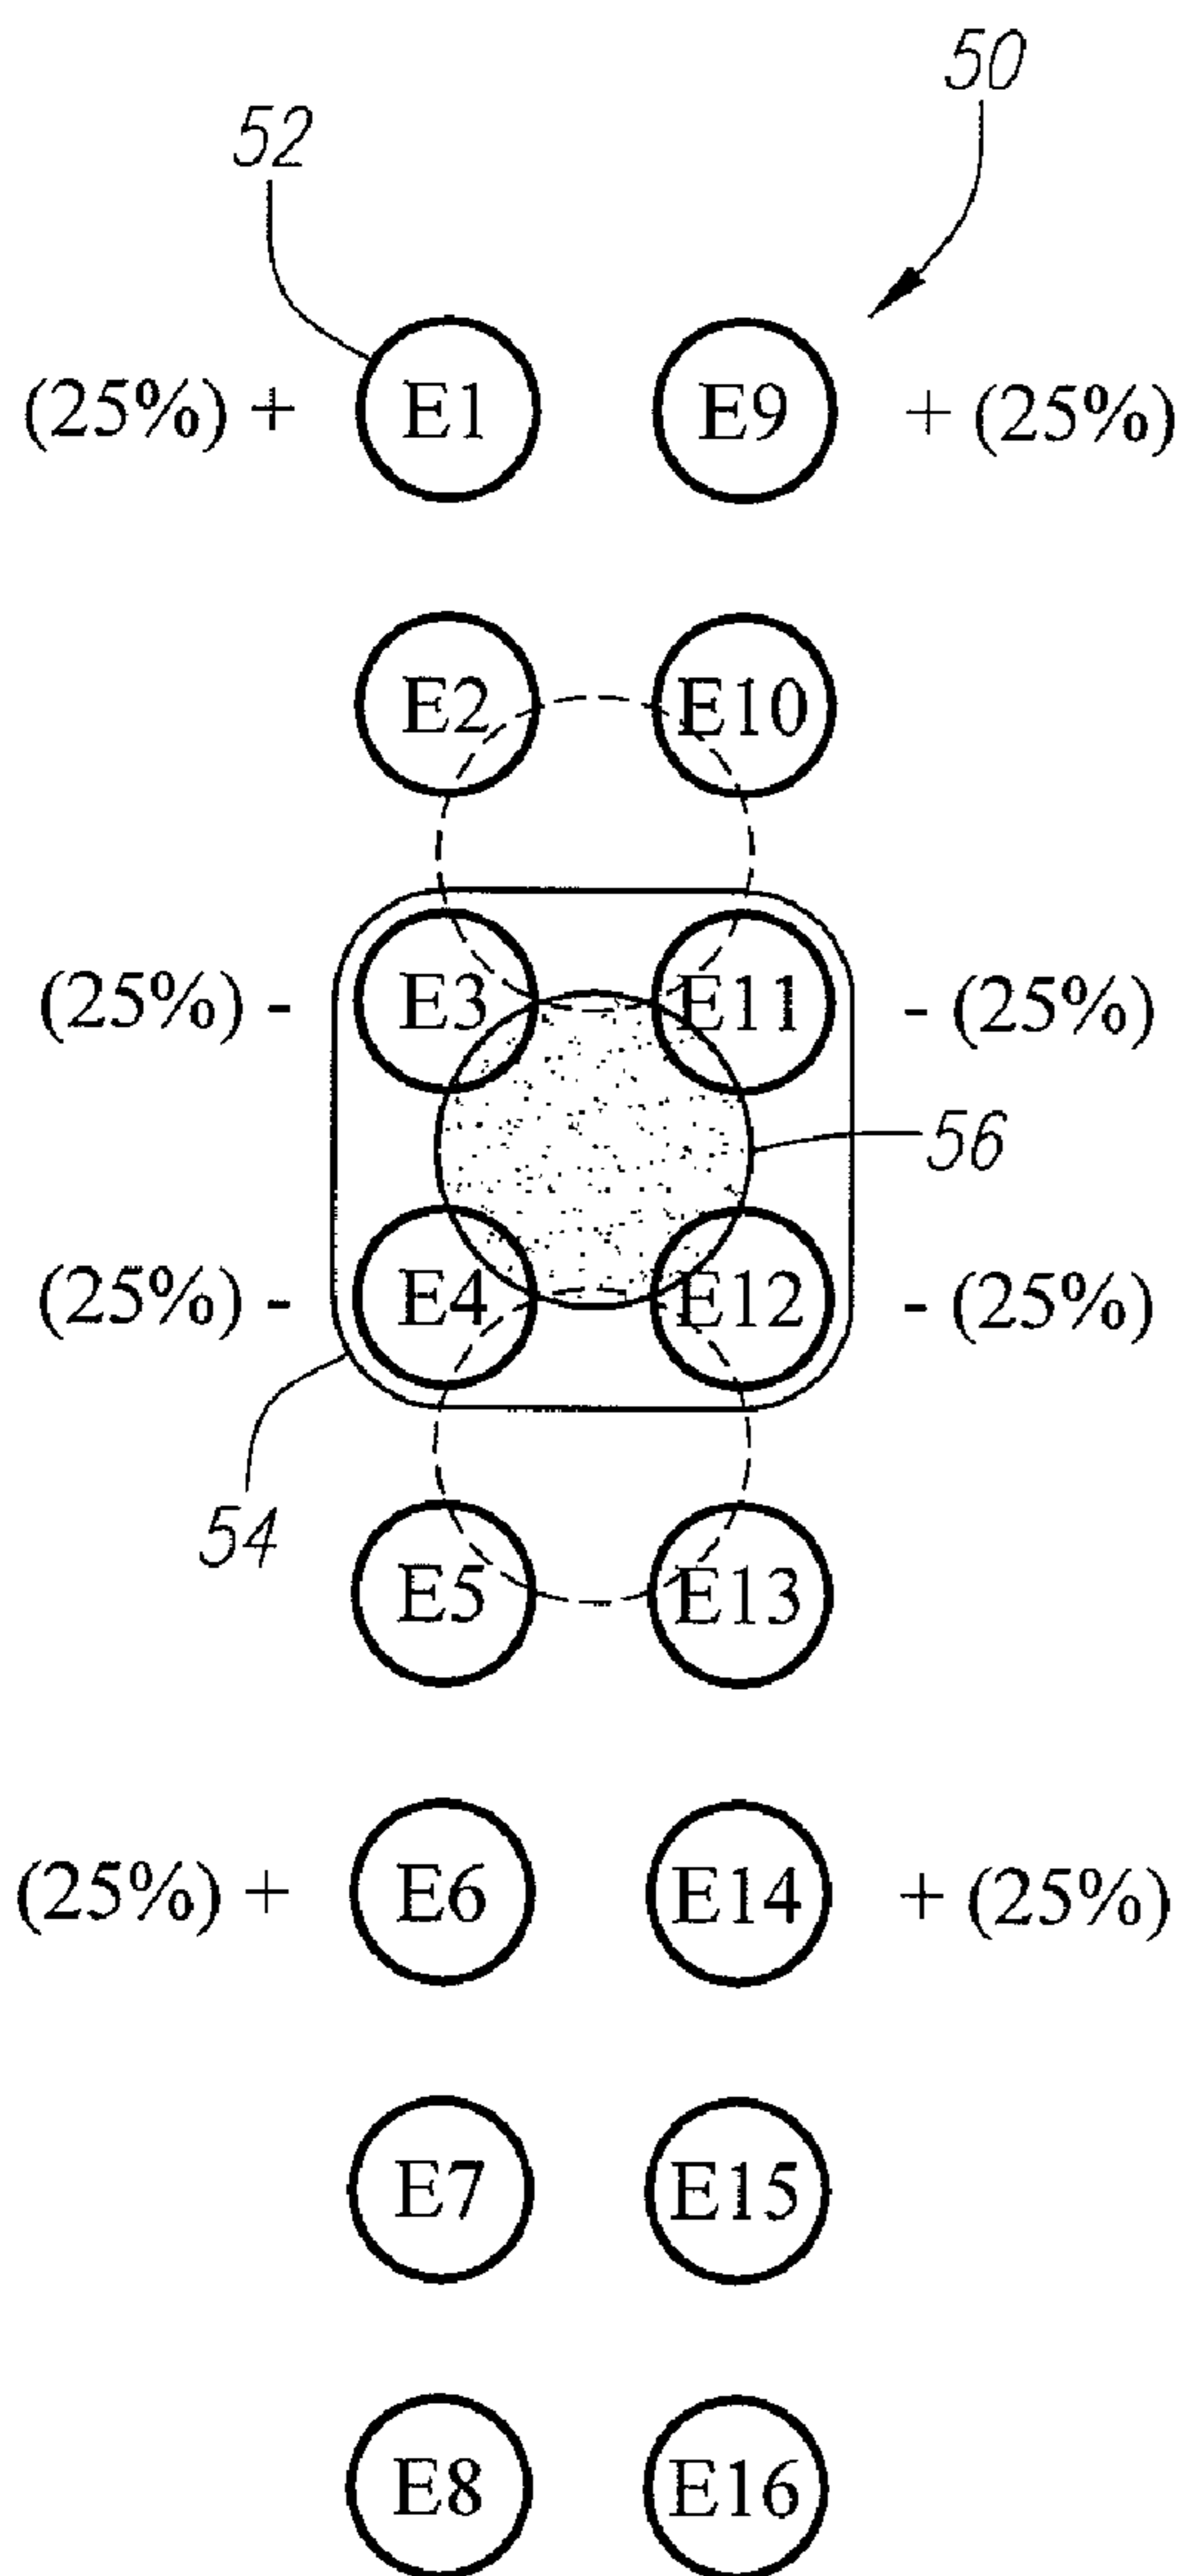 50
52
(25%) + E1 E9 + (25%)
E2 E10
(25%) - E3 E11 - (25%)
56
(25%) - E4 E12 - (25%)
54
E5 E13
(25%) + E6 E14 + (25%)
E7 E15
E8 E16